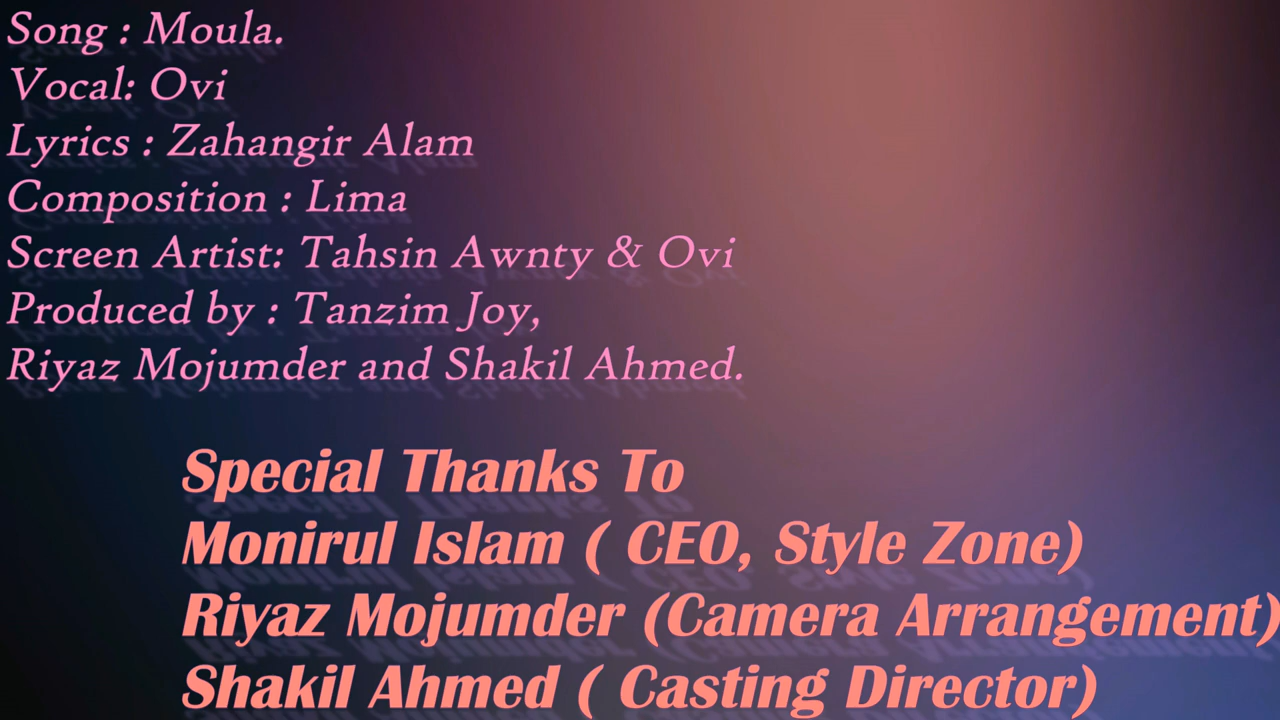 Song : Moula.
Vocal: Ovi
Lyrics : Zahangir Alam
Composition : Lima
Screen Artist: Tahsin Awnty & Ovi
Produced by : Tanzim Joy,
Riyaz Mojumder and Shakil Ahmed.
Special Thanks To
Monirul Islam ( CEO, Style Zone)
Riyaz Mojumder (Camera Arrangement)
Shakil Ahmed ( Casting Director)